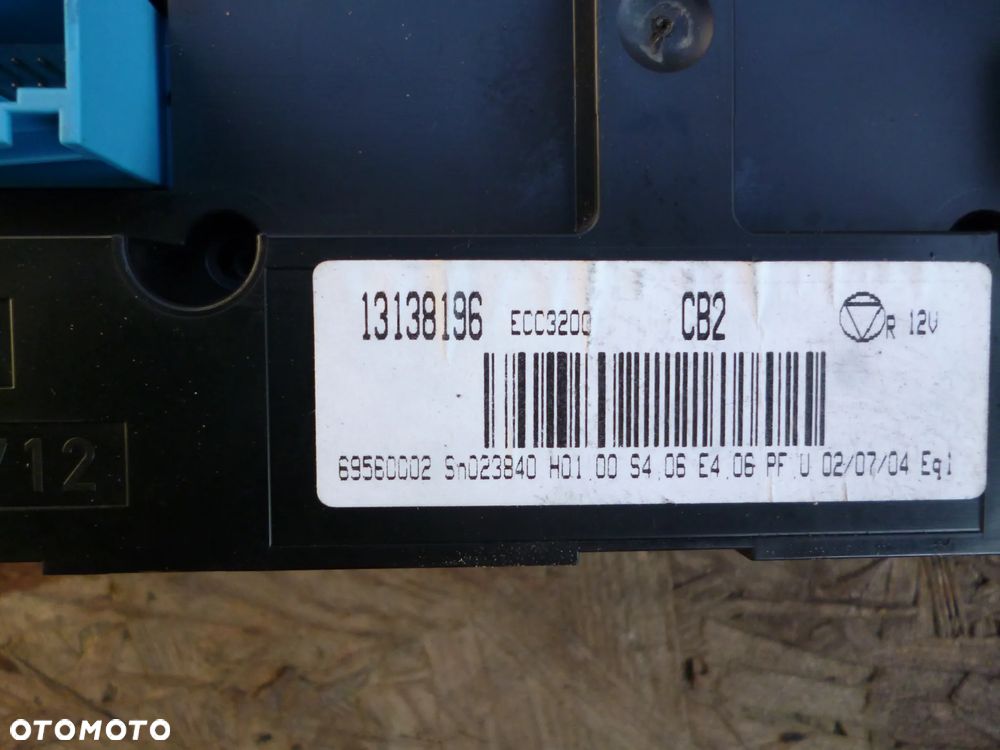 13138196 ECC3200 CB2 R 12V
712
69560002 Sn023840 H01.00 S4.06 E4.06 PF.U 02/07/04 Eq1
OTOMOTO